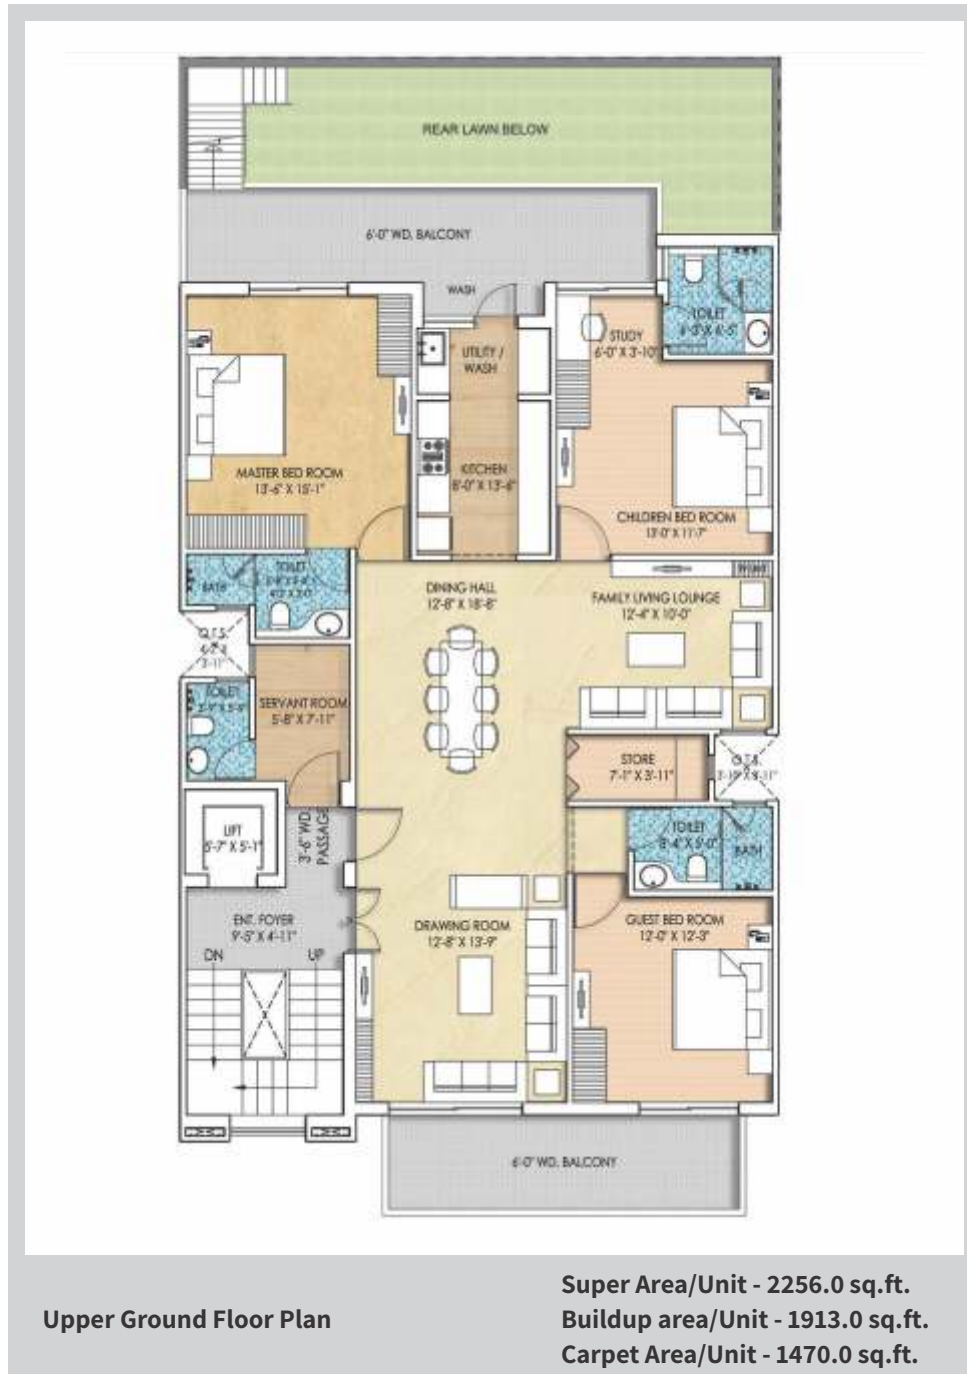 REAR LAWN BELOW
6'-0" WD. BALCONY
WASH
TOILET
6'-3" X 6'-5"
STUDY
6'-0" X 3'-10"
UTILITY /
WASH
MASTER BED ROOM
13'-6" X 15'-1"
KITCHEN
8'-0" X 13'-6"
CHILDREN BED ROOM
13'-0" X 11'-7"
TOILET
BATH
DINING HALL
12'-8" X 18'-8"
FAMILY LIVING LOUNGE
12'-4" X 10'-0"
O.T.S.
3'-11"
TOILET
SERVANT ROOM
5'-8" X 7'-11"
STORE
7'-1" X 3'-11"
O.T.S.
LIFT
5'-1"
3'-6" WD.
PASSAGE
TOILET
8'-4" X 5'-0"
BATH
ENT. FOYER
9'-5" X 4'-11"
DRAWING ROOM
12'-8" X 13'-9"
GUEST BED ROOM
12'-0" X 12'-3"
DN
UP
6'-0" WD. BALCONY
Upper Ground Floor Plan
Super Area/Unit - 2256.0 sq.ft.
Buildup area/Unit - 1913.0 sq.ft.
Carpet Area/Unit - 1470.0 sq.ft.